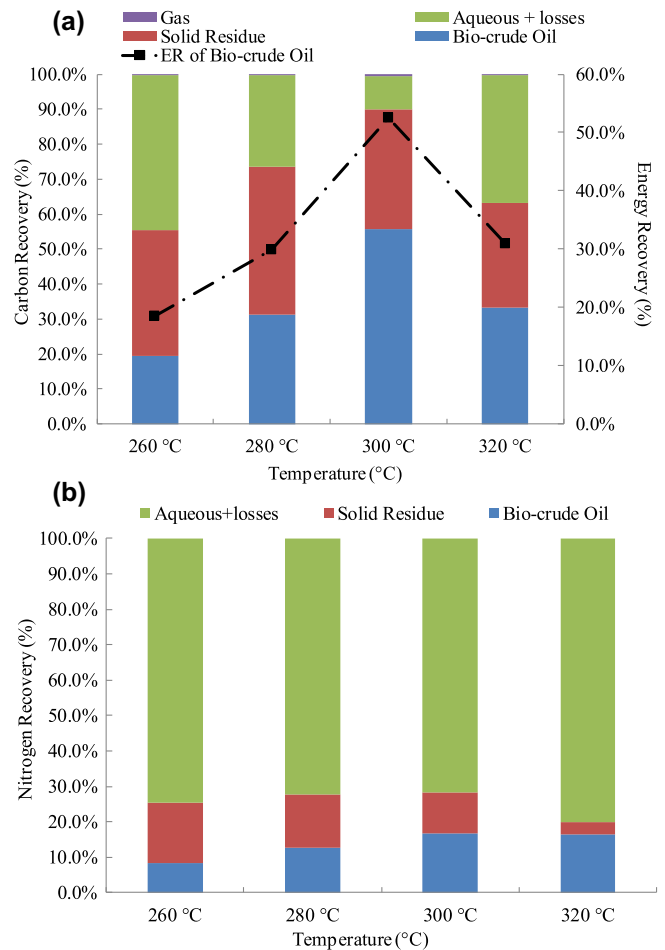 (a)
Gas
Aqueous + losses
Solid Residue
Bio-crude Oil
ER of Bio-crude Oil
100.0%
90.0%
80.0%
70.0%
60.0%
50.0%
40.0%
30.0%
20.0%
10.0%
0.0%
Carbon Recovery (%)
60.0%
50.0%
40.0%
30.0%
20.0%
10.0%
0.0%
Energy Recovery (%)
260 °C 280 °C 300 °C 320 °C
Temperature (°C)
(b)
Aqueous+losses Solid Residue Bio-crude Oil
100.0%
90.0%
80.0%
70.0%
60.0%
50.0%
40.0%
30.0%
20.0%
10.0%
0.0%
Nitrogen Recovery (%)
260 °C 280 °C 300 °C 320 °C
Temperature (°C)